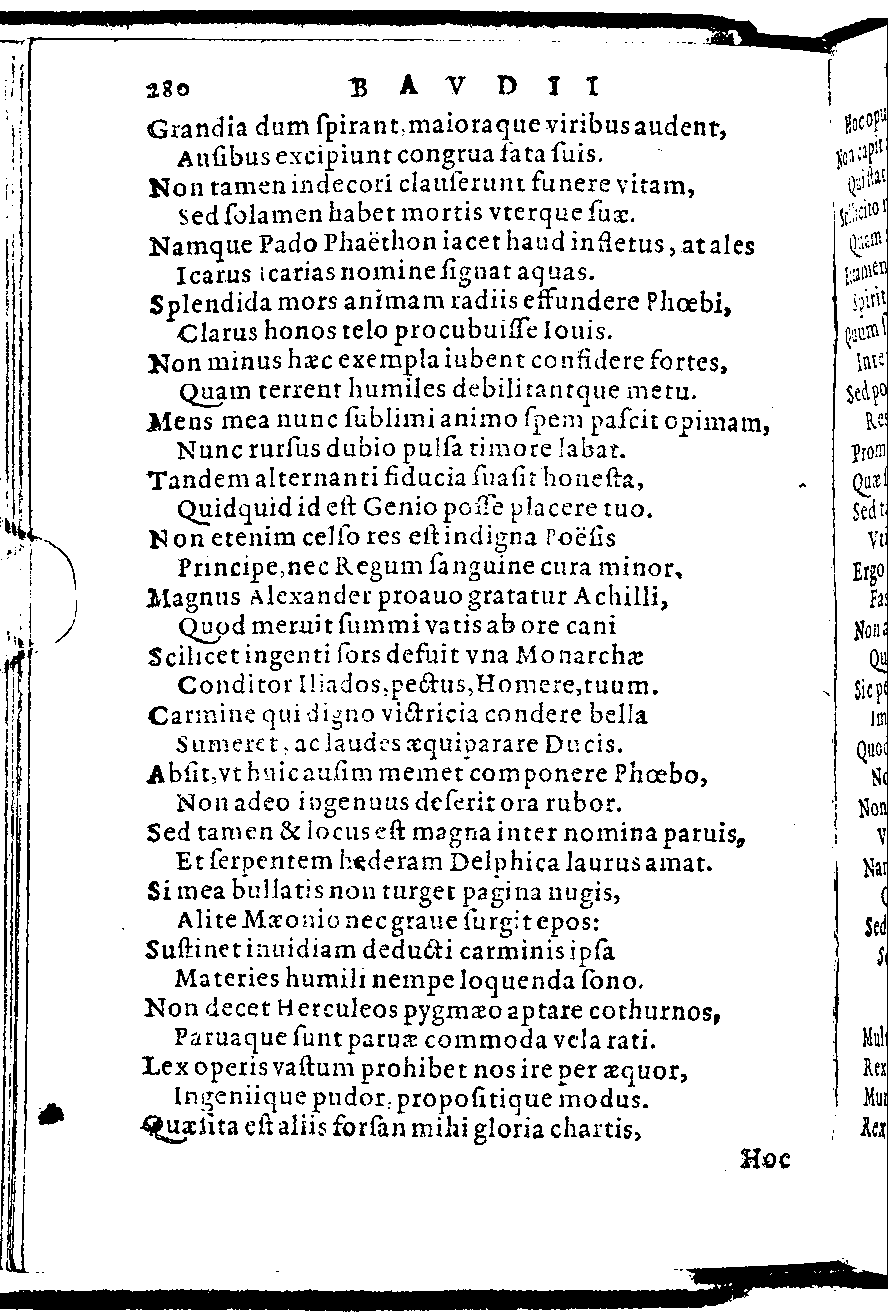 280 B A V D I I
Grandia dum ſpirant, maioraque viribus audent,
Auſibus excipiunt congrua fata ſuis.
Non tamen indecori clauſerunt funere vitam,
Sed ſolamen habet mortis vterque ſuæ.
Namque Pado Phaëthon iacet haud infletus, at ales
Icarus icarias nomine ſignat aquas.
Splendida mors animam radiis effundere Phœbi,
Clarus honos telo procubuiſſe Iouis.
Non minus hæc exempla iubent confidere fortes,
Quam terrent humiles debilitantque metu.
Mens mea nunc ſublimi animo ſpem paſcit opimam,
Nunc rurſus dubio pulſa timore labat.
Tandem alternanti fiducia ſuaſit honeſta,
Quidquid id eſt Genio poſſe placere tuo.
Non etenim celſo res eſt indigna Poëſis
Principe, nec Regum ſanguine cura minor.
Magnus Alexander proauo gratatur Achilli,
Quod meruit ſummi vatis ab ore cani
Scilicet ingenti ſors defuit vna Monarchæ
Conditor Iliados, pectus, Homere, tuum.
Carmine qui digno victricia condere bella
Sumeret, ac laudes æquiparare Ducis.
Abſit, vt huic auſim memet componere Phœbo,
Non adeo ingenuus deſerit ora rubor.
Sed tamen & locus eſt magna inter nomina paruis,
Et ſerpentem hederam Delphica laurus amat.
Si mea bullatis non turget pagina nugis,
Alite Mæonio nec graue ſurgit epos:
Suſtinet inuidiam deducti carminis ipſa
Materies humili nempe loquenda ſono.
Non decet Herculeos pygmæo aptare cothurnos,
Paruaque ſunt paruæ commoda vela rati.
Lex operis vaſtum prohibet nos ire per æquor,
Ingeniique pudor, propoſitique modus.
Quæſita eſt aliis forſan mihi gloria chartis,
Hoc